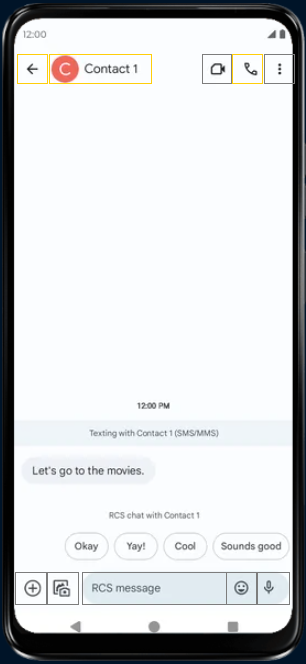 12:00
C Contact 1
12:00 PM
Texting with Contact 1 (SMS/MMS)
Let's go to the movies.
RCS chat with Contact 1
Okay Yay! Cool Sounds good
RCS message